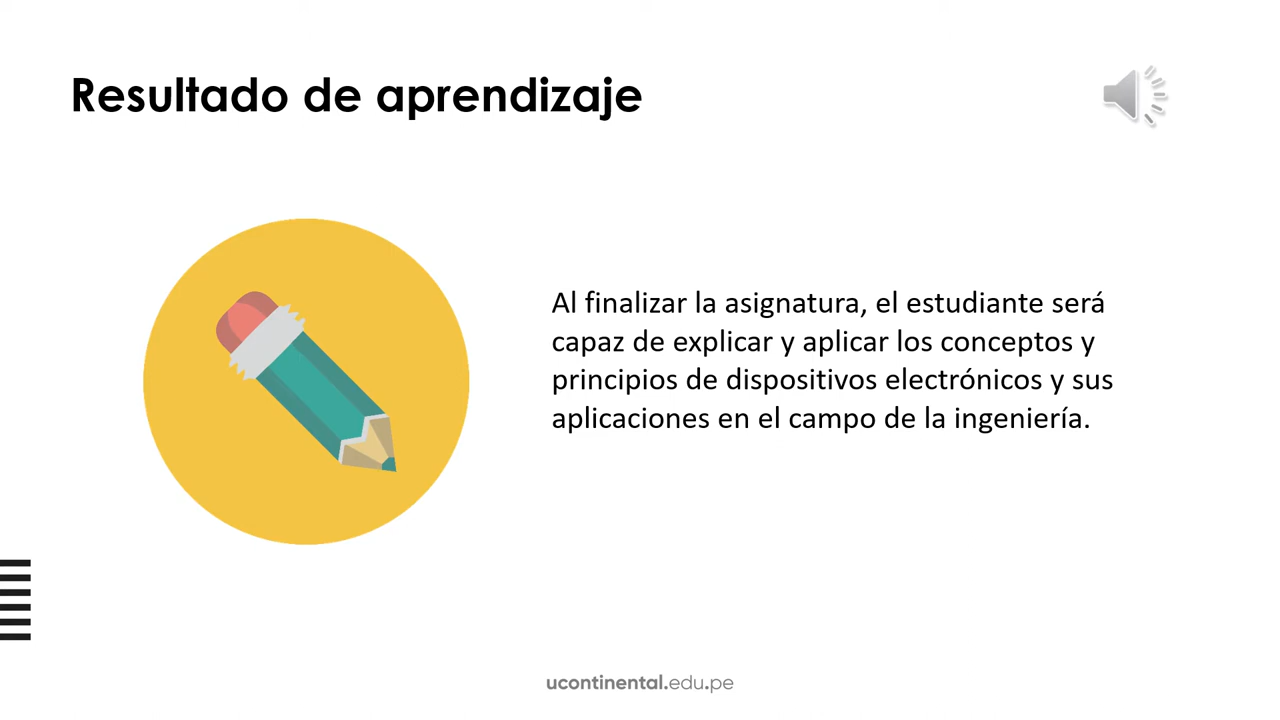 Resultado de aprendizaje
Al finalizar la asignatura, el estudiante será
capaz de explicar y aplicar los conceptos y
principios de dispositivos electrónicos y sus
aplicaciones en el campo de la ingeniería.
ucontinental.edu.pe